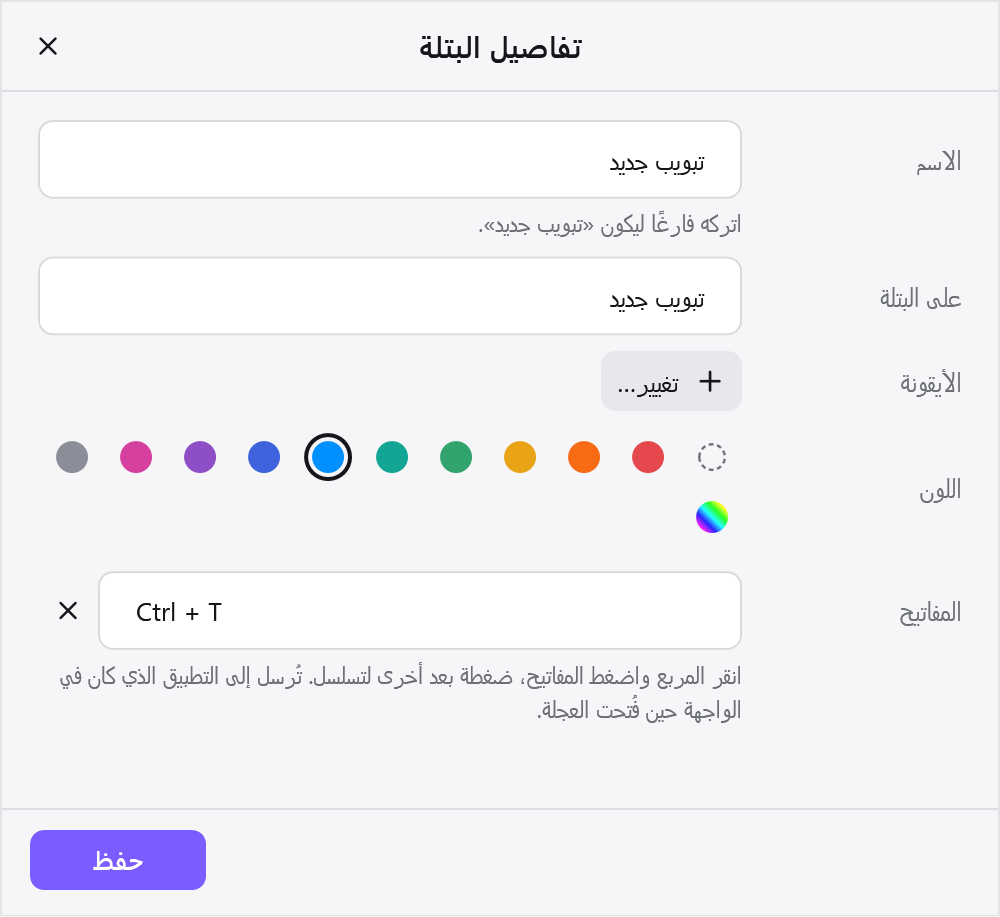 تفاصيل البتلة
الاسم
تبويب جديد
اتركه فارغًا ليكون «تبويب جديد».
على البتلة
تبويب جديد
الأيقونة
تغيير...
اللون
المفاتيح
Ctrl + T
انقر المربع واضغط المفاتيح، ضغطة بعد أخرى لتسلسل. تُرسل إلى التطبيق الذي كان في
الواجهة حين فُتحت العجلة.
حفظ